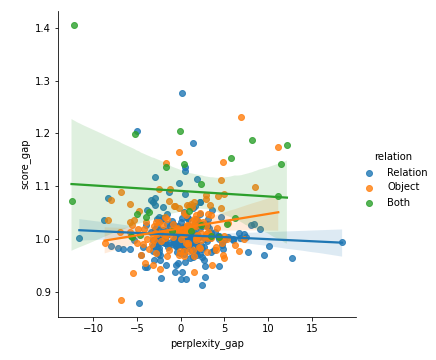 1.4
1.3
1.2
1.1
1.0
0.9
score_gap
−10
−5
0
5
10
15
perplexity_gap
relation
Relation
Object
Both